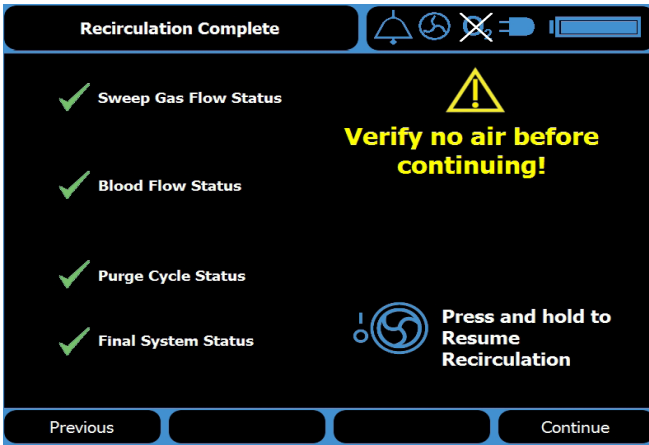 Recirculation Complete
O₂
Sweep Gas Flow Status
Verify no air before
continuing!
Blood Flow Status
Purge Cycle Status
Final System Status
Press and hold to
Resume
Recirculation
Previous
Continue